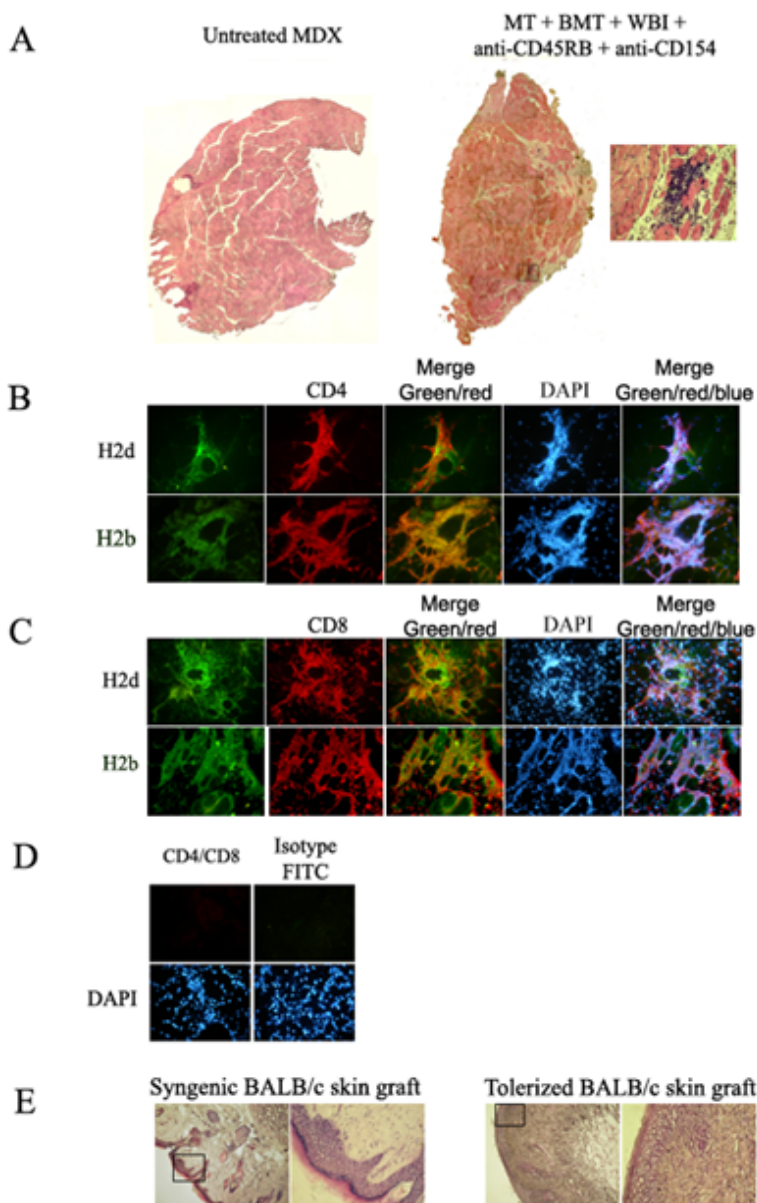 A
Untreated MDX
MT + BMT + WBI +
anti-CD45RB + anti-CD154
B
CD4
Merge
Green/red
DAPI
Merge
Green/red/blue
H2d
H2b
C
CD8
Merge
Green/red
DAPI
Merge
Green/red/blue
H2d
H2b
D
CD4/CD8
Isotype
FITC
DAPI
E
Syngenic BALB/c skin graft
Tolerized BALB/c skin graft